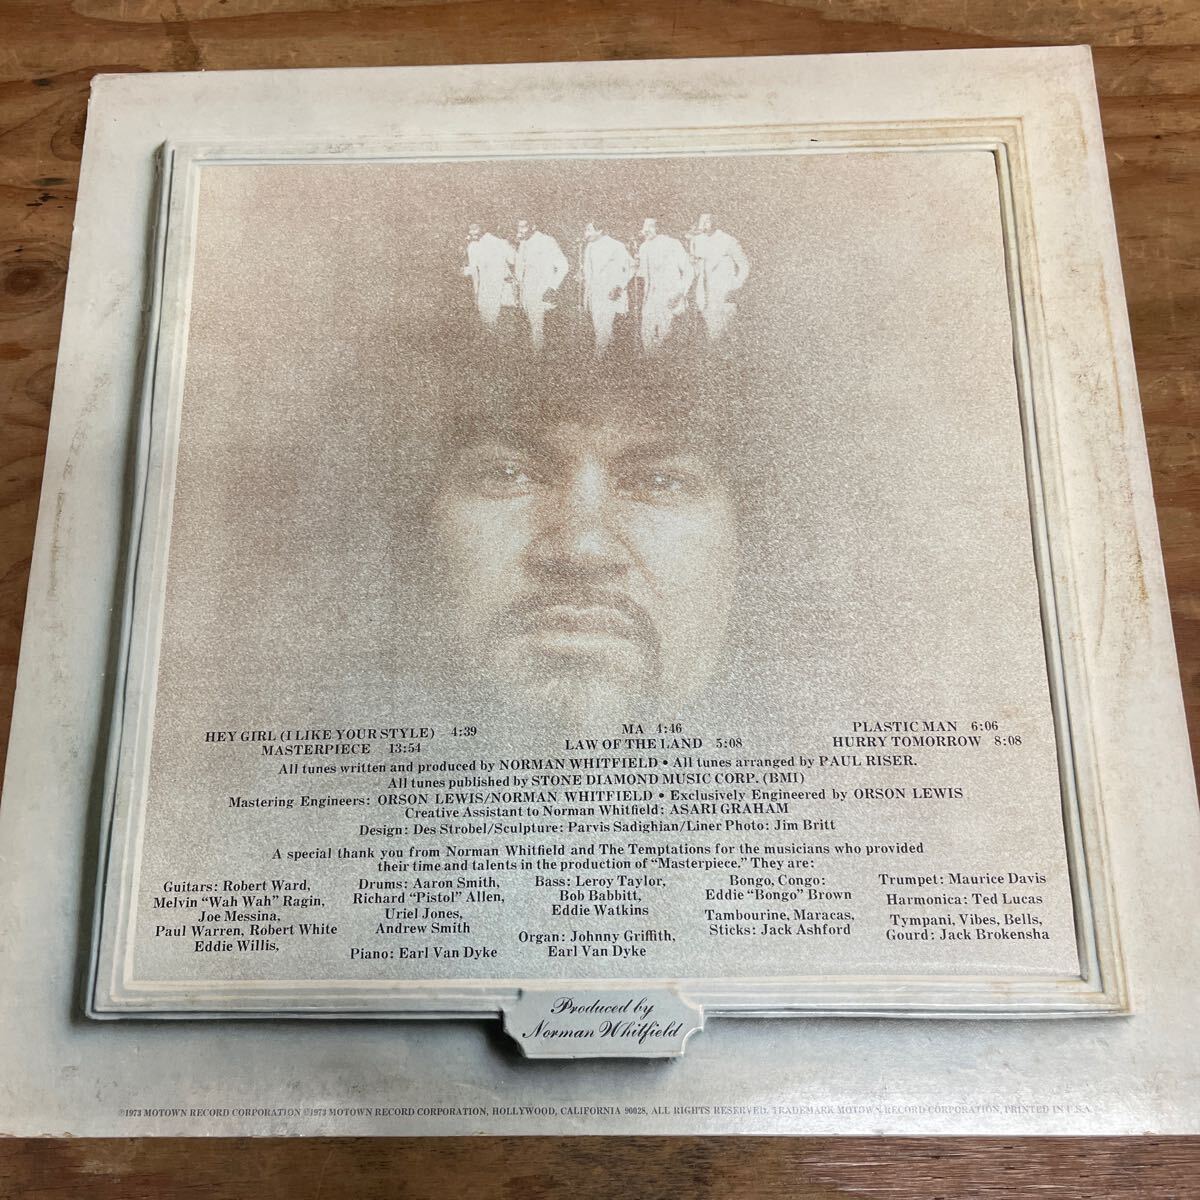 HEY GIRL (I LIKE YOUR STYLE) 4:39
MASTERPIECE 13:54
MA 4:46
LAW OF THE LAND 5:08
PLASTIC MAN 6:06
HURRY TOMORROW 8:08
All tunes written and produced by NORMAN WHITFIELD • All tunes arranged by PAUL RISER.
All tunes published by STONE DIAMOND MUSIC CORP. (BMI)
Mastering Engineers: ORSON LEWIS/NORMAN WHITFIELD • Exclusively Engineered by ORSON LEWIS
Creative Assistant to Norman Whitfield: ASARI GRAHAM
Design: Des Strobel/Sculpture: Parvis Sadighian/Liner Photo: Jim Britt
A special thank you from Norman Whitfield and The Temptations for the musicians who provided
their time and talents in the production of “Masterpiece.” They are:
Guitars: Robert Ward,
Melvin “Wah Wah” Ragin,
Joe Messina,
Paul Warren, Robert White
Eddie Willis,
Drums: Aaron Smith,
Richard “Pistol” Allen,
Uriel Jones,
Andrew Smith
Piano: Earl Van Dyke
Bass: Leroy Taylor,
Bob Babbitt,
Eddie Watkins
Organ: Johnny Griffith,
Earl Van Dyke
Bongo, Congo:
Eddie “Bongo” Brown
Tambourine, Maracas,
Sticks: Jack Ashford
Trumpet: Maurice Davis
Harmonica: Ted Lucas
Tympani, Vibes, Bells,
Gourd: Jack Brokensha
Produced by
Norman Whitfield
℗1973 MOTOWN RECORD CORPORATION ©1973 MOTOWN RECORD CORPORATION, HOLLYWOOD, CALIFORNIA 90028, ALL RIGHTS RESERVED. TRADEMARK MOTOWN RECORD CORPORATION, PRINTED IN U.S.A.